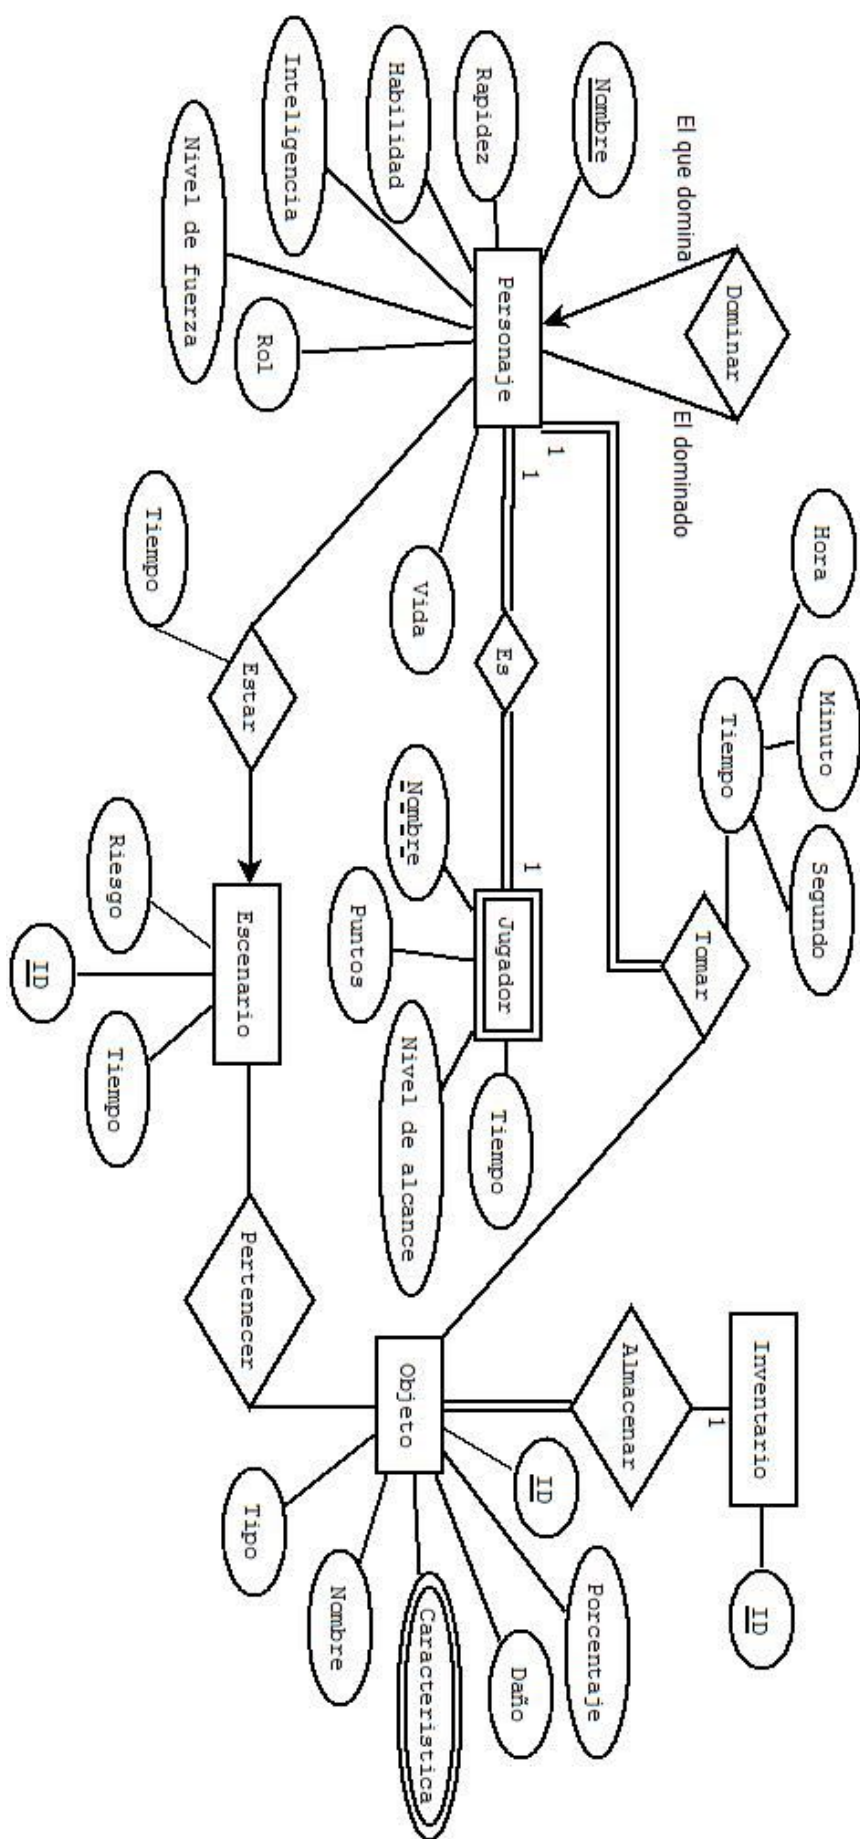 El que domina
Dominar
El dominado
Nombre
Rapidez
Habilidad
Inteligencia
Nivel de fuerza
Rol
Personaje
Vida
1
1
Hora
Minuto
Segundo
Tiempo
Tomar
Es
1
Jugador
Nombre
Puntos
Nivel de alcance
Tiempo
Tiempo
Estar
Escenario
Riesgo
ID
Tiempo
Pertenecer
Inventario
ID
1
Almacenar
Objeto
ID
Porcentaje
Daño
Caracteristica
Nombre
Tipo